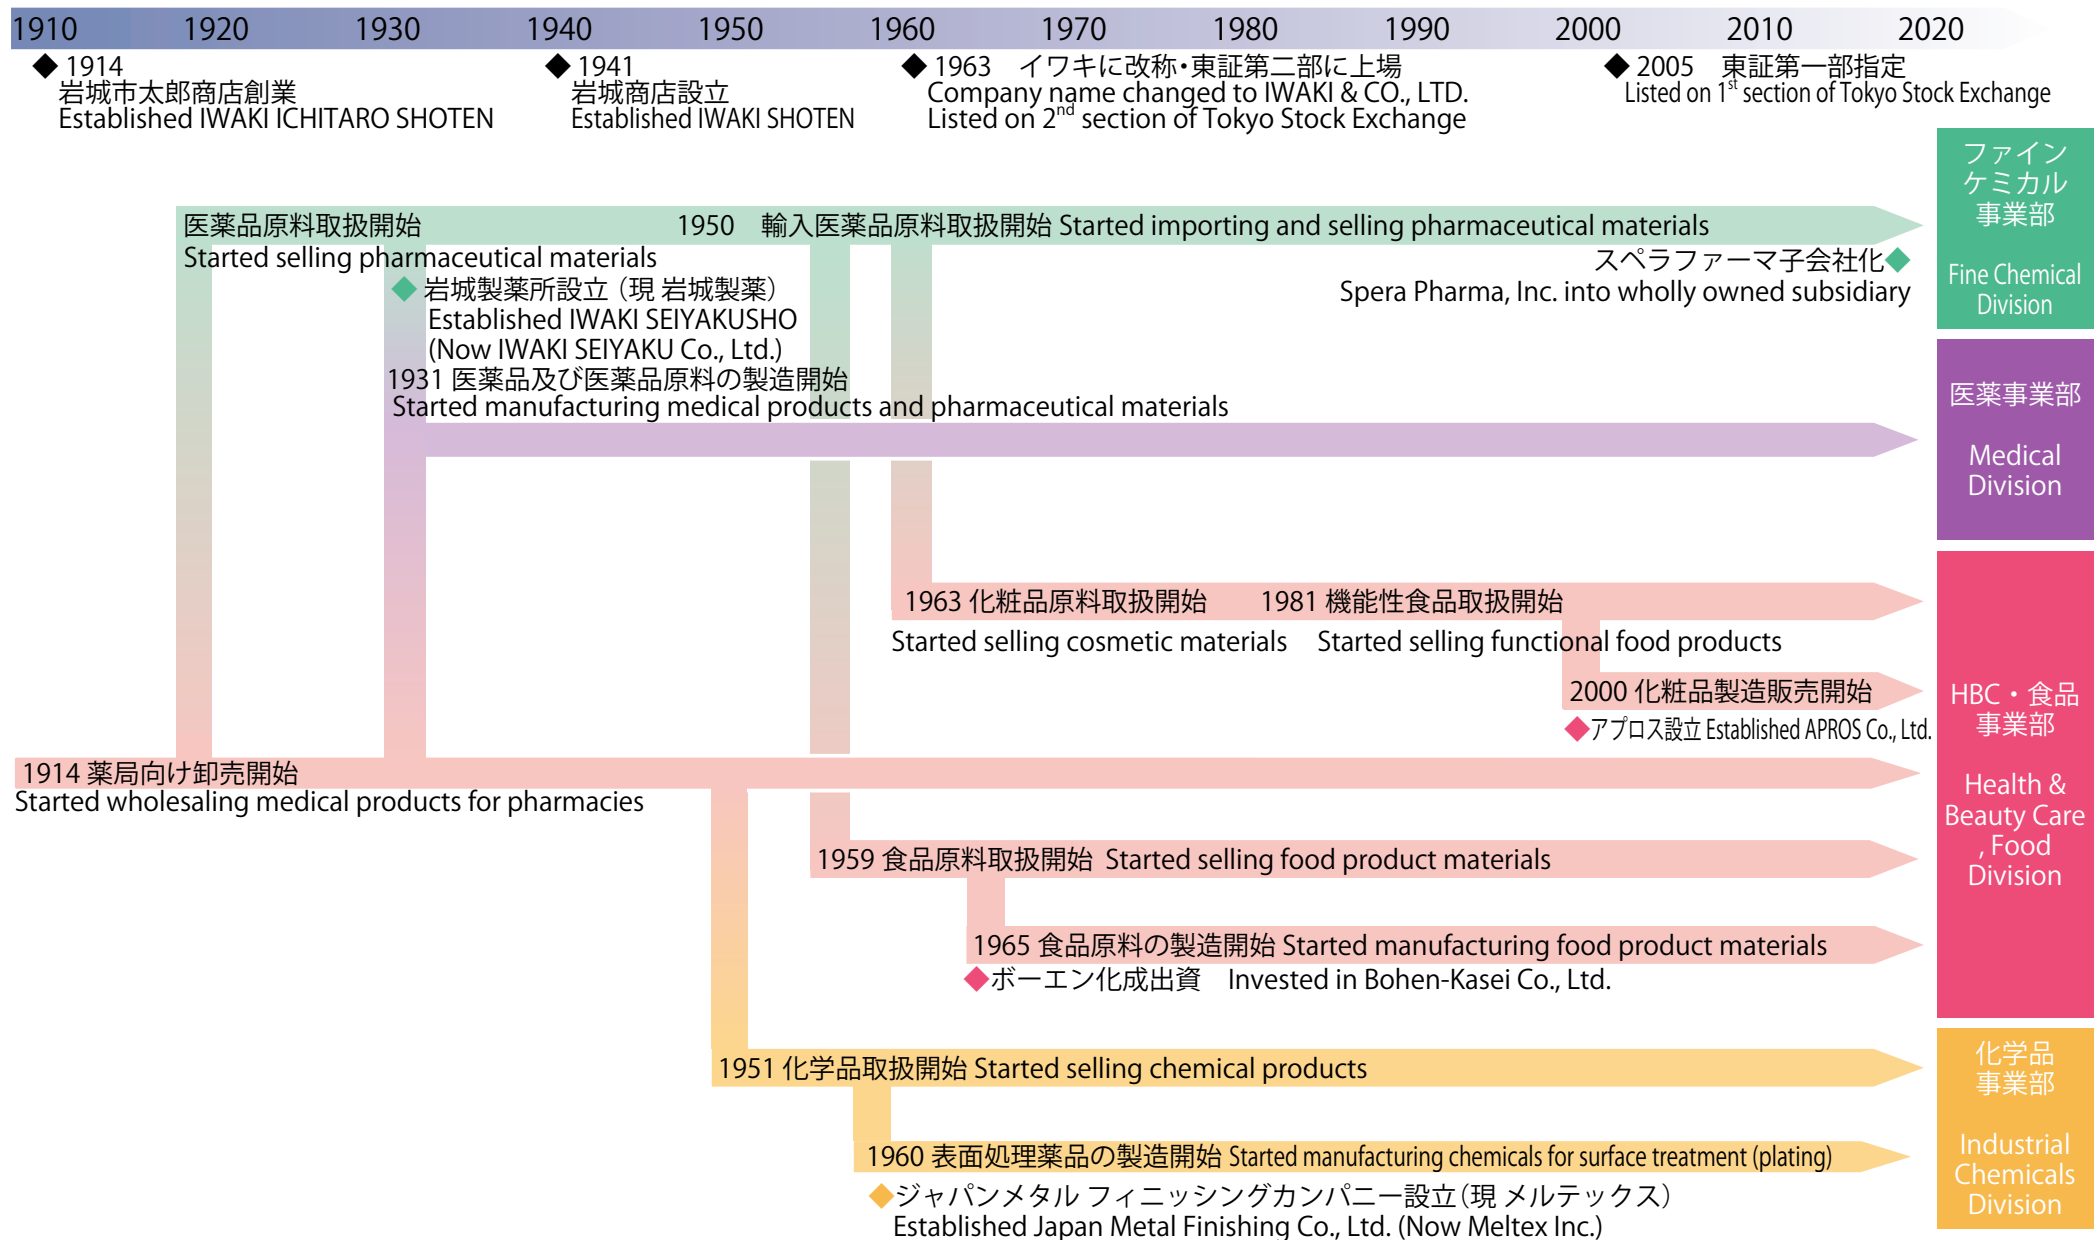 1910 1920 1930 1940 1950 1960 1970 1980 1990 2000 2010 2020
◆ 1914
岩城市太郎商店創業
Established IWAKI ICHITARO SHOTEN
◆ 1941
岩城商店設立
Established IWAKI SHOTEN
◆ 1963 イワキに改称・東証第二部に上場
Company name changed to IWAKI & CO., LTD.
Listed on 2nd section of Tokyo Stock Exchange
◆ 2005 東証第一部指定
Listed on 1st section of Tokyo Stock Exchange
医薬品原料取扱開始
Started selling pharmaceutical materials
1950 輸入医薬品原料取扱開始 Started importing and selling pharmaceutical materials
◆ 岩城製薬所設立（現 岩城製薬）
Established IWAKI SEIYAKUSHO
(Now IWAKI SEIYAKU Co., Ltd.)
スペラファーマ子会社化◆
Spera Pharma, Inc. into wholly owned subsidiary
ファイン
ケミカル
事業部
Fine Chemical
Division
1931 医薬品及び医薬品原料の製造開始
Started manufacturing medical products and pharmaceutical materials
医薬事業部
Medical
Division
1963 化粧品原料取扱開始
Started selling cosmetic materials
1981 機能性食品取扱開始
Started selling functional food products
2000 化粧品製造販売開始
◆アプロス設立 Established APROS Co., Ltd.
1914 薬局向け卸売開始
Started wholesaling medical products for pharmacies
1959 食品原料取扱開始 Started selling food product materials
1965 食品原料の製造開始 Started manufacturing food product materials
◆ボーエン化成出資 Invested in Bohen-Kasei Co., Ltd.
HBC・食品
事業部
Health &
Beauty Care
, Food
Division
1951 化学品取扱開始 Started selling chemical products
1960 表面処理薬品の製造開始 Started manufacturing chemicals for surface treatment (plating)
◆ジャパンメタル フィニッシングカンパニー設立（現 メルテックス）
Established Japan Metal Finishing Co., Ltd. (Now Meltex Inc.)
化学品
事業部
Industrial
Chemicals
Division